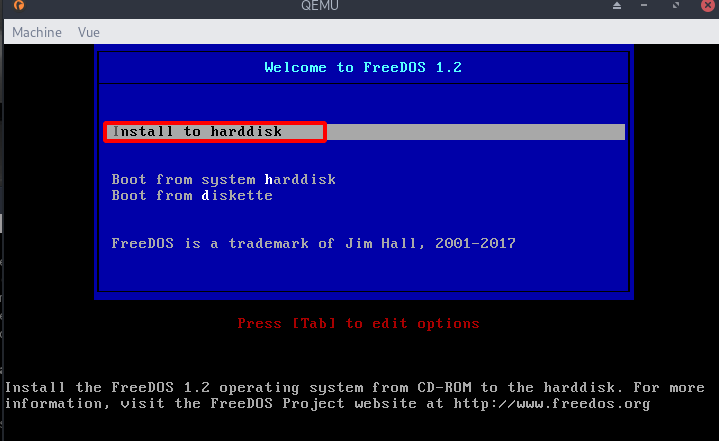 QEMU
Machine Vue
Welcome to FreeDOS 1.2
Install to harddisk
Boot from system harddisk
Boot from diskette
FreeDOS is a trademark of Jim Hall, 2001-2017
Press [Tab] to edit options
Install the FreeDOS 1.2 operating system from CD-ROM to the harddisk. For more
information, visit the FreeDOS Project website at http://www.freedos.org